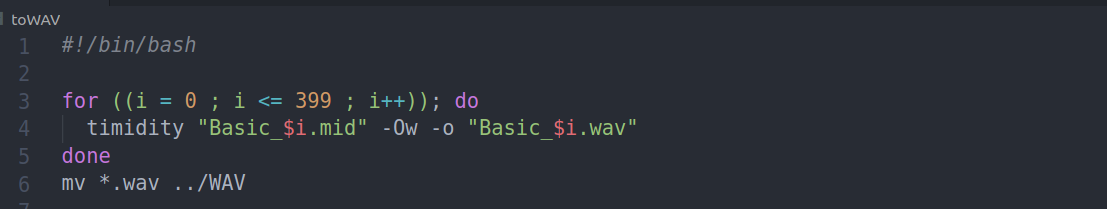 toWAV
1 #!/bin/bash
2
3 for ((i = 0 ; i <= 399 ; i++)); do
4 timidity "Basic_$i.mid" -Ow -o "Basic_$i.wav"
5 done
6 mv *.wav ../WAV
7